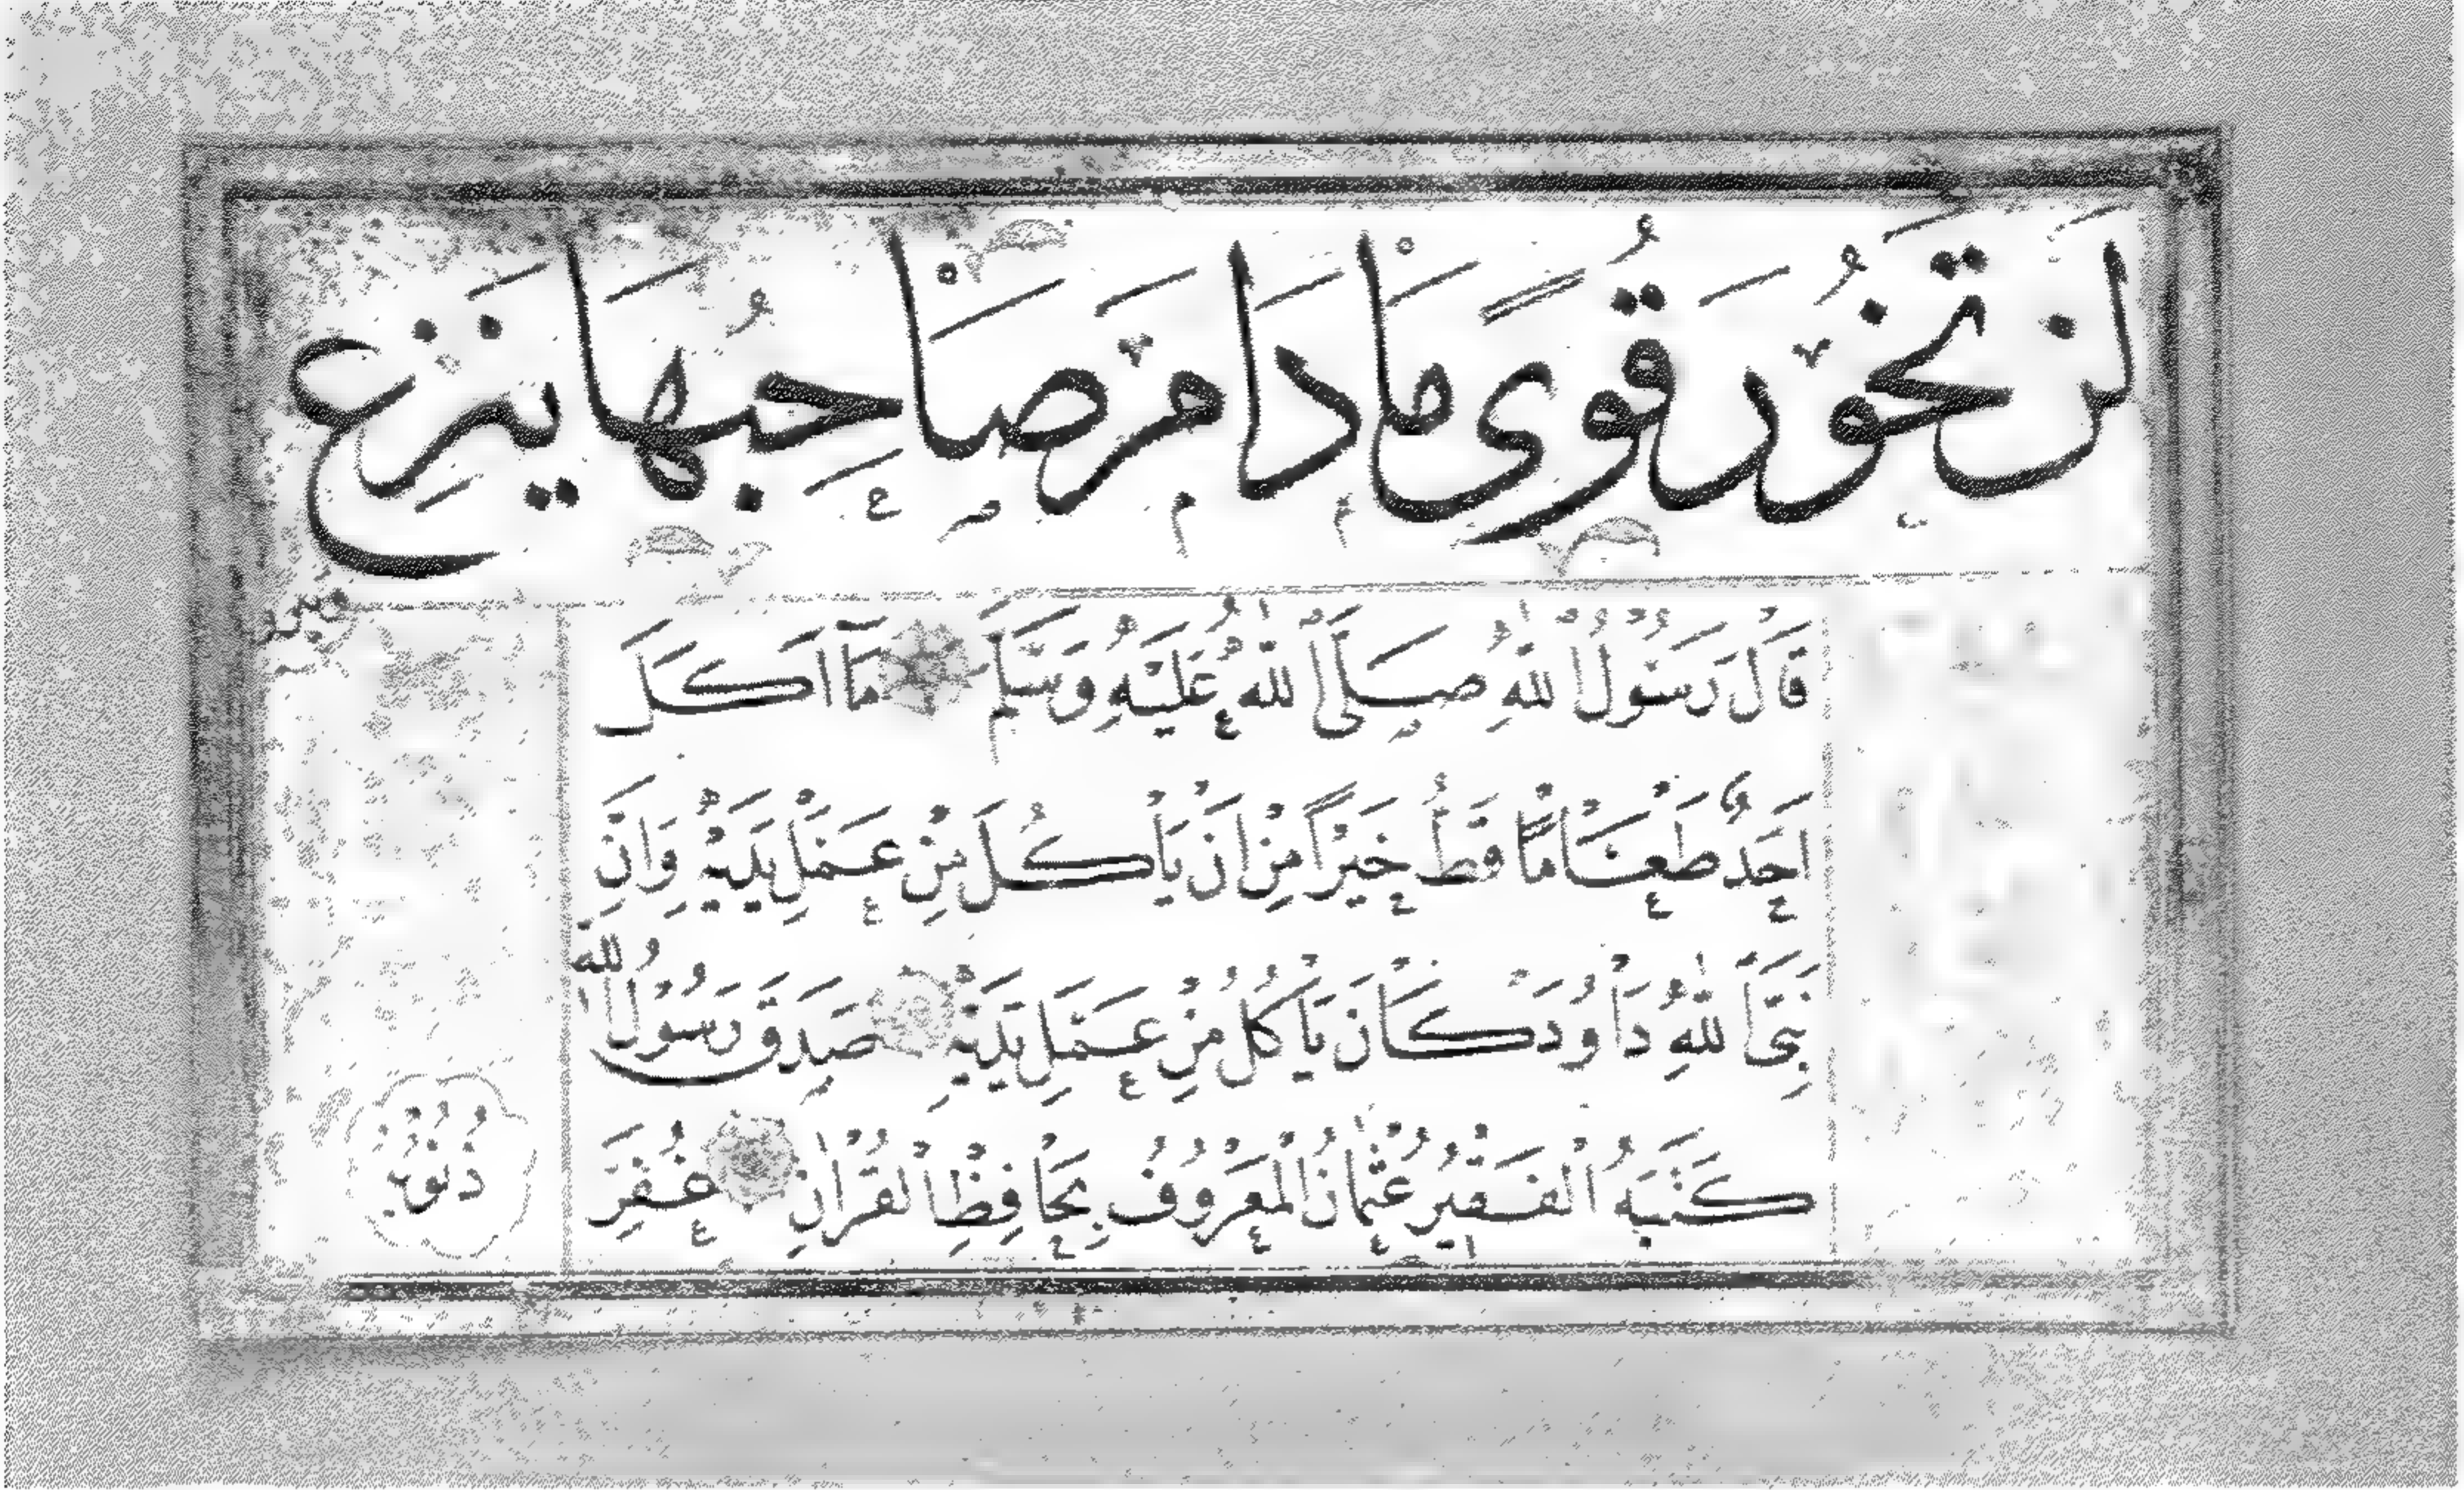 لن تخور قوى ما دام صاحبها ينزع
وينزو
قال رسول الله صلى الله عليه وسلم ما اكل
احد طعاما قط خيرا من ان يأكل من عمل يديه وان
نبي الله داود كان يأكل من عمل يديه صدق رسول الله
كتبه الفقير عثمان المعروف بحافظ القران غفر
ذنوبه